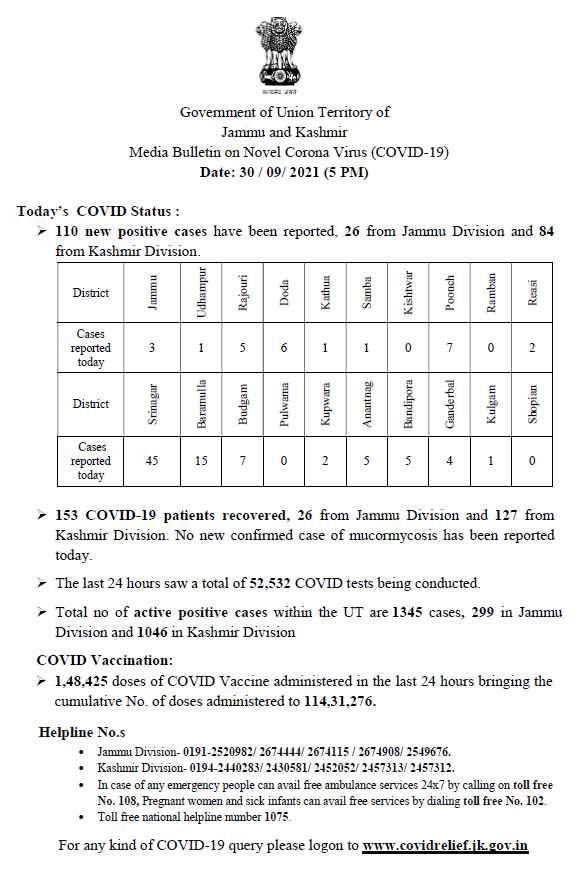 सत्यमेव जयते
Government of Union Territory of
Jammu and Kashmir
Media Bulletin on Novel Corona Virus (COVID-19)
Date: 30 / 09/ 2021 (5 PM)
Today's COVID Status :
➢ 110 new positive cases have been reported, 26 from Jammu Division and 84
from Kashmir Division.
District Jammu Udhampur Rajouri Doda Kathua Samba Kishtwar Poonch Ramban Reasi
Cases
reported
today 3 1 5 6 1 1 0 7 0 2
District Srinagar Baramulla Budgam Pulwama Kupwara Anantnag Bandipora Ganderbal Kulgam Shopian
Cases
reported
today 45 15 7 0 2 5 5 4 1 0
➢ 153 COVID-19 patients recovered, 26 from Jammu Division and 127 from
Kashmir Division. No new confirmed case of mucormycosis has been reported
today.
➢ The last 24 hours saw a total of 52,532 COVID tests being conducted.
➢ Total no of active positive cases within the UT are 1345 cases, 299 in Jammu
Division and 1046 in Kashmir Division
COVID Vaccination:
➢ 1,48,425 doses of COVID Vaccine administered in the last 24 hours bringing the
cumulative No. of doses administered to 114,31,276.
Helpline No.s
• Jammu Division- 0191-2520982/ 2674444/ 2674115 / 2674908/ 2549676.
• Kashmir Division- 0194-2440283/ 2430581/ 2452052/ 2457313/ 2457312.
• In case of any emergency people can avail free ambulance services 24x7 by calling on toll free
No. 108, Pregnant women and sick infants can avail free services by dialing toll free No. 102.
• Toll free national helpline number 1075.
For any kind of COVID-19 query please logon to www.covidrelief.jk.gov.in